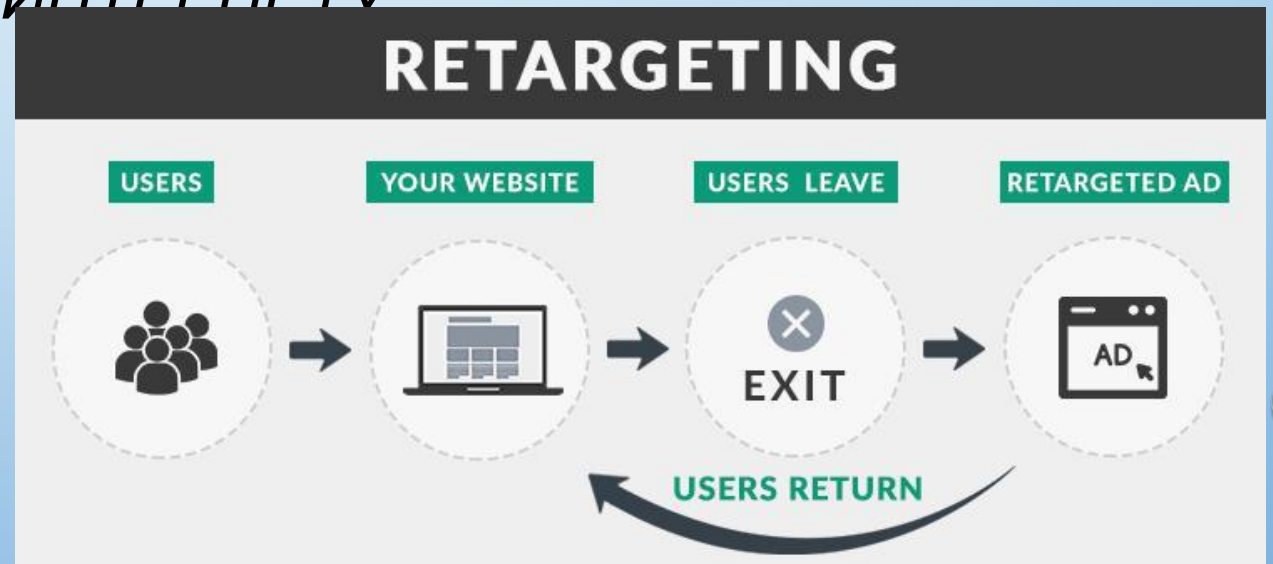 RETARGETING
USERS
YOUR WEBSITE
USERS LEAVE
RETARGETED AD
AD
EXIT
USERS RETURN